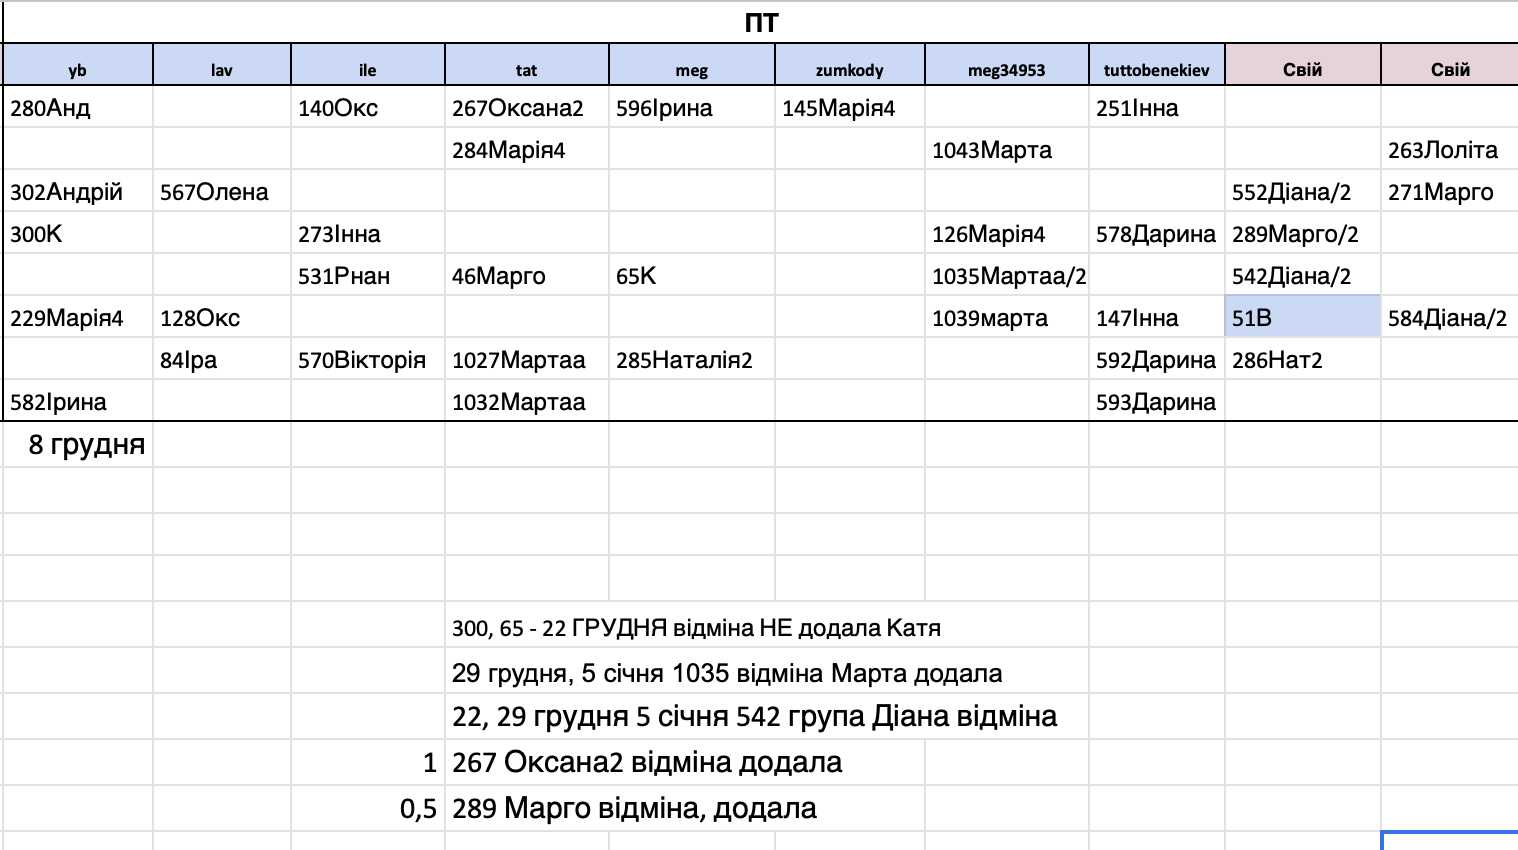 ПТ
yb lav ile tat meg zumkody meg34953 tuttobenekiev Свій Свій
280Анд 140Окс 267Оксана2 596Ірина 145Марія4 251Інна
284Марія4 1043Марта 263Лоліта
302Андрій 567Олена 552Діана/2 271Марго
300К 273Інна 126Марія4 578Дарина 289Марго/2
531Рнан 46Марго 65К 1035Мартаа/2 542Діана/2
229Марія4 128Окс 1039марта 147Інна 51В 584Діана/2
84Іра 570Вікторія 1027Мартаа 285Наталія2 592Дарина 286Нат2
582Ірина 1032Мартаа 593Дарина
8 грудня
300, 65 - 22 ГРУДНЯ відміна НЕ додала Катя
29 грудня, 5 січня 1035 відміна Марта додала
22, 29 грудня 5 січня 542 група Діана відміна
1 267 Оксана2 відміна додала
0,5 289 Марго відміна, додала